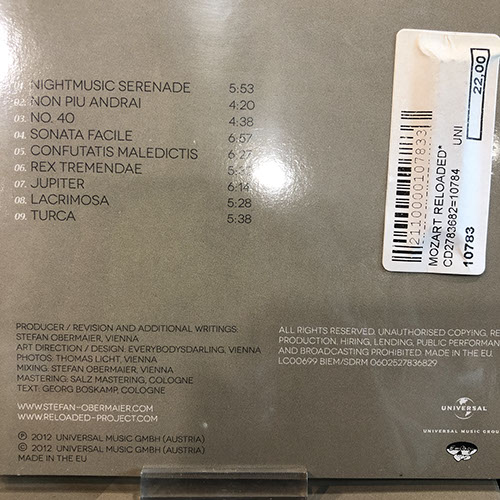 01. NIGHTMUSIC SERENADE 5:53
02. NON PIU ANDRAI 4:20
03. NO. 40 4:38
04. SONATA FACILE 6:57
05. CONFUTATIS MALEDICTIS 6:27
06. REX TREMENDAE
07. JUPITER 6:14
08. LACRIMOSA 5:28
09. TURCA 5:38
22,00
UNI
2110000107833
MOZART RELOADED*
CD2783682=10784
10783
PRODUCER / REVISION AND ADDITIONAL WRITINGS:
STEFAN OBERMAIER, VIENNA
ART DIRECTION / DESIGN: EVERYBODYSDARLING, VIENNA
PHOTOS: THOMAS LICHT, VIENNA
MIXING: STEFAN OBERMAIER, VIENNA
MASTERING: SALZ MASTERING, COLOGNE
TEXT: GEORG BOSKAMP, COLOGNE
WWW.STEFAN-OBERMAIER.COM
WWW.RELOADED-PROJECT.COM
℗ 2012 UNIVERSAL MUSIC GMBH (AUSTRIA)
© 2012 UNIVERSAL MUSIC GMBH (AUSTRIA)
MADE IN THE EU
ALL RIGHTS RESERVED. UNAUTHORISED COPYING, RE
PRODUCTION, HIRING, LENDING, PUBLIC PERFORMAN
AND BROADCASTING PROHIBITED. MADE IN THE EU
LC00699 BIEM/SDRM 0602527836829
UNIVERSAL
UNIVERSAL MUSIC GROU